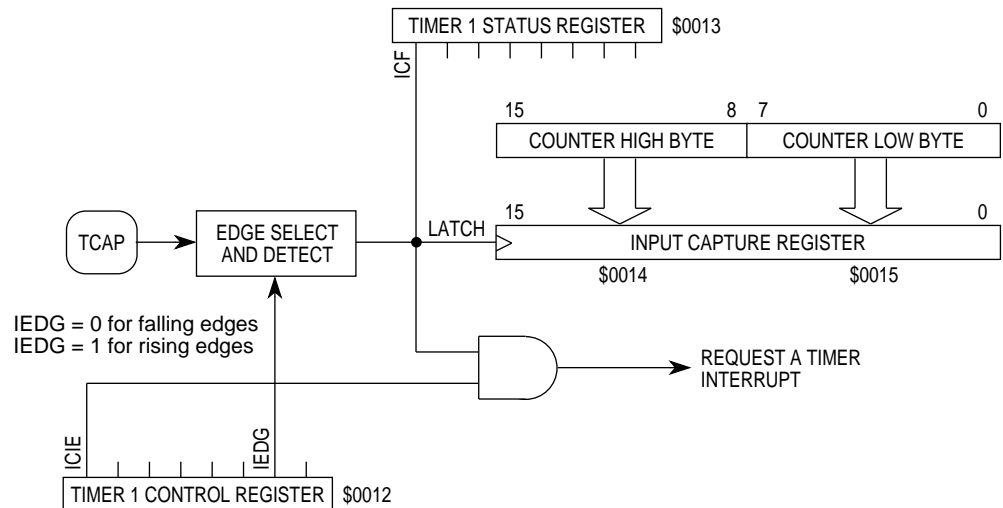 TIMER 1 STATUS REGISTER $0013
ICF
15 8 7 0
COUNTER HIGH BYTE COUNTER LOW BYTE
TCAP
EDGE SELECT
AND DETECT
LATCH
15 0
INPUT CAPTURE REGISTER
$0014 $0015
IEDG = 0 for falling edges
IEDG = 1 for rising edges
REQUEST A TIMER
INTERRUPT
ICIE
IEDG
TIMER 1 CONTROL REGISTER $0012